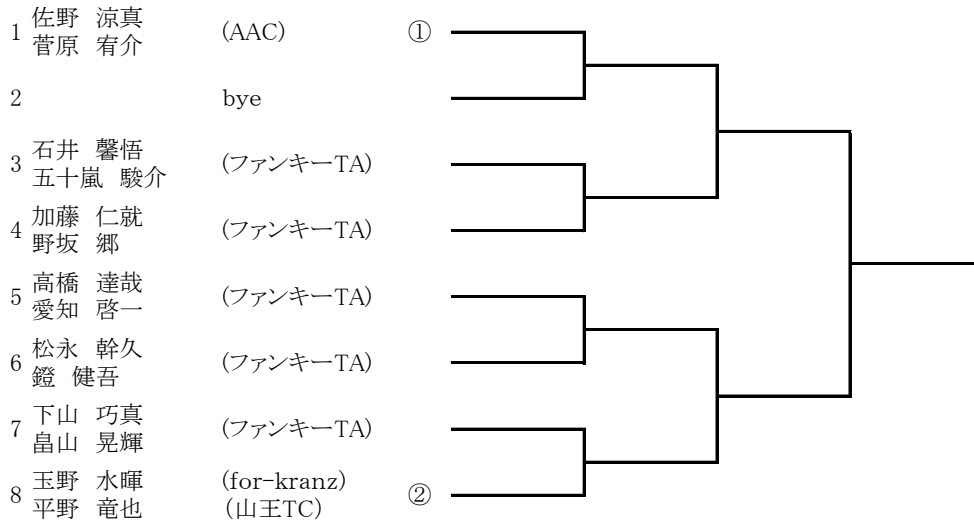 1 佐野 涼真 (AAC) ①
菅原 宥介
2 bye
3 石井 馨悟 (ファンキーTA)
五十嵐 駿介
4 加藤 仁就 (ファンキーTA)
野坂 郷
5 高橋 達哉 (ファンキーTA)
愛知 啓一
6 松永 幹久 (ファンキーTA)
鐙 健吾
7 下山 巧真 (ファンキーTA)
畠山 晃輝
8 玉野 水暉 (for-kranz) ②
平野 竜也 (山王TC)